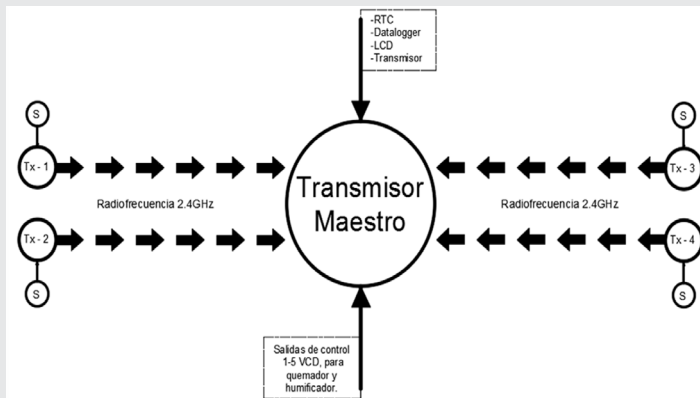 -RTC
-Datalogger
-LCD
-Transmisor
S
S
Tx - 1
Tx - 3
Transmisor
Maestro
Radiofrecuencia 2.4GHz
Radiofrecuencia 2.4GHz
Tx - 2
Tx - 4
S
S
Salidas de control
1-5 VCD, para
quemador y
humificador.